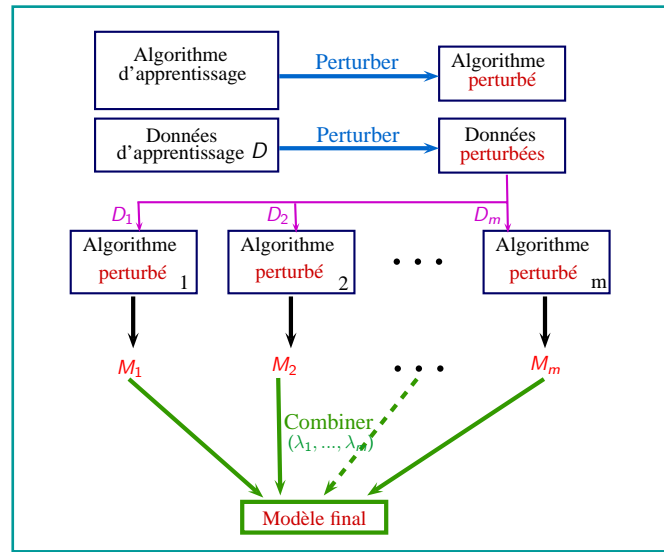 Algorithme
d'apprentissage
Perturber
Algorithme
perturbé
Données
d'apprentissage D
Perturber
Données
perturbées
D1
D2
Dm
Algorithme
perturbé
1
Algorithme
perturbé
2
• • •
Algorithme
perturbé
m
M1
M2
• • •
Mm
Combiner
(λ1, ..., λm)
Modèle final